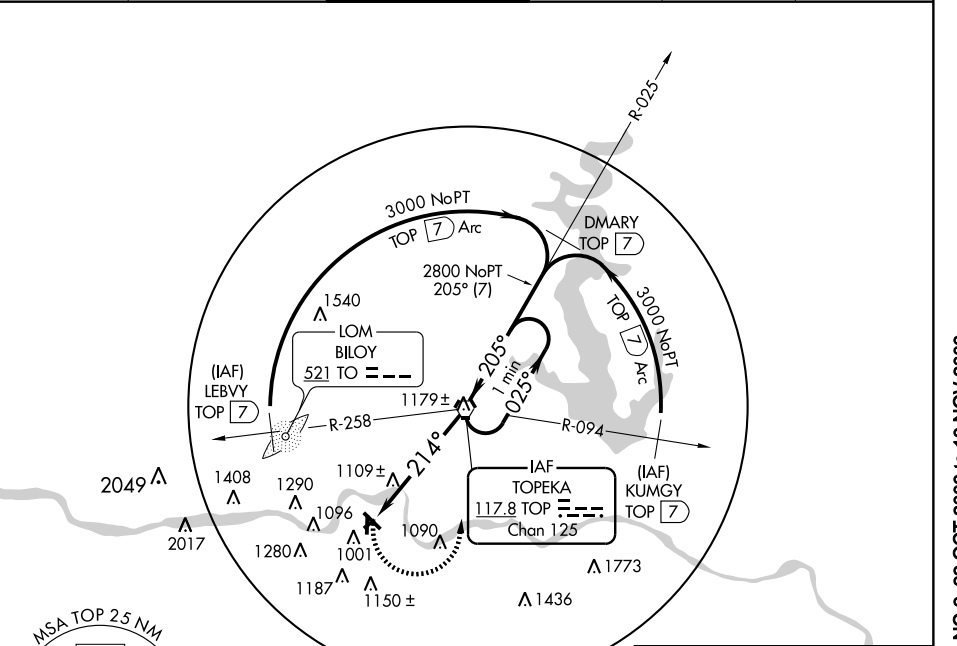 R-025
3000 NoPT
TOP 7 Arc
DMARY
TOP 7
2800 NoPT
205° (7)
3000 NoPT
TOP 7 Arc
1540
LOM
BILOY
521 TO
205°
1 min
025°
(IAF)
LEBVY
TOP 7
1179 ±
R-258
R-094
214°
IAF
TOPEKA
117.8 TOP
Chan 125
(IAF)
KUMGY
TOP 7
2049
1408
1290
1109 ±
1096
2017
1280
1001
1090
1187
1150 ±
1773
1436
MSA TOP 25 NM